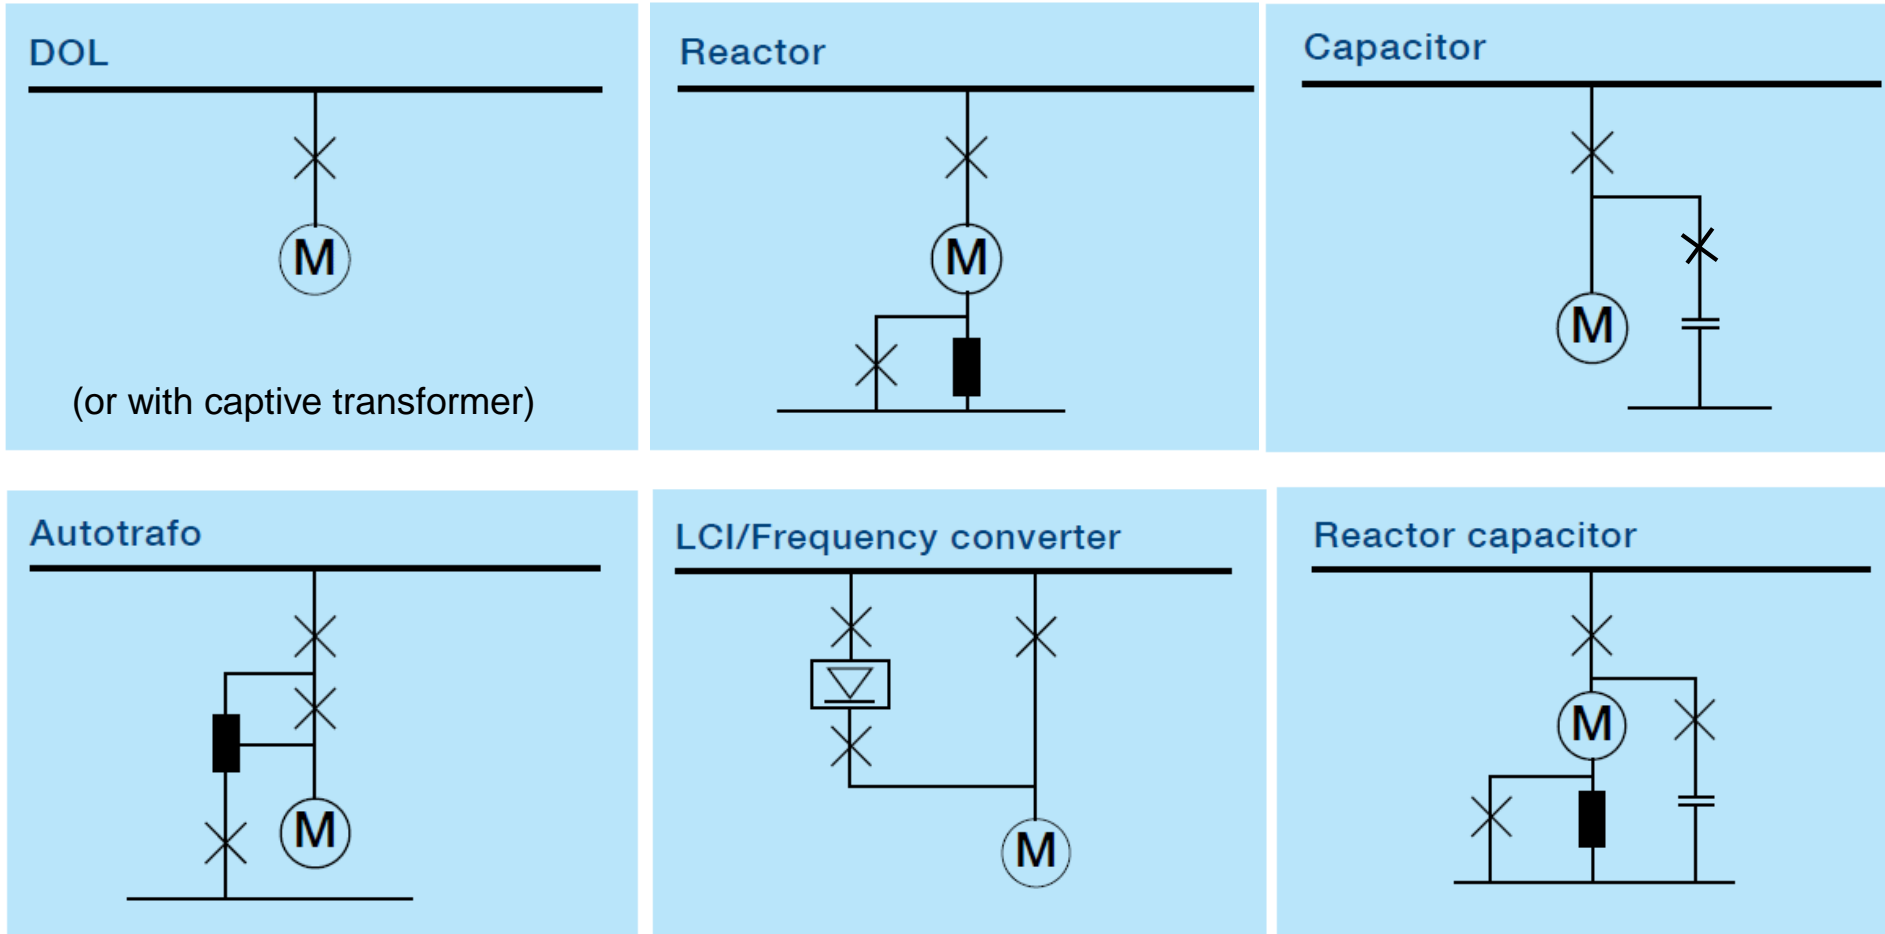 DOL
M
(or with captive transformer)
Reactor
M
Capacitor
M
Autotrafo
M
LCI/Frequency converter
M
Reactor capacitor
M